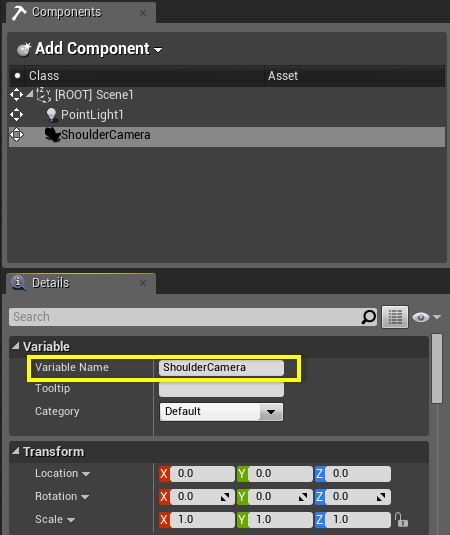 Components
Add Component
Class Asset
[ROOT] Scene1
PointLight1
ShoulderCamera
Details
Search
Variable
Variable Name ShoulderCamera
Tooltip
Category Default
Transform
Location X 0.0 Y 0.0 Z 0.0
Rotation X 0.0 Y 0.0 Z 0.0
Scale X 1.0 Y 1.0 Z 1.0